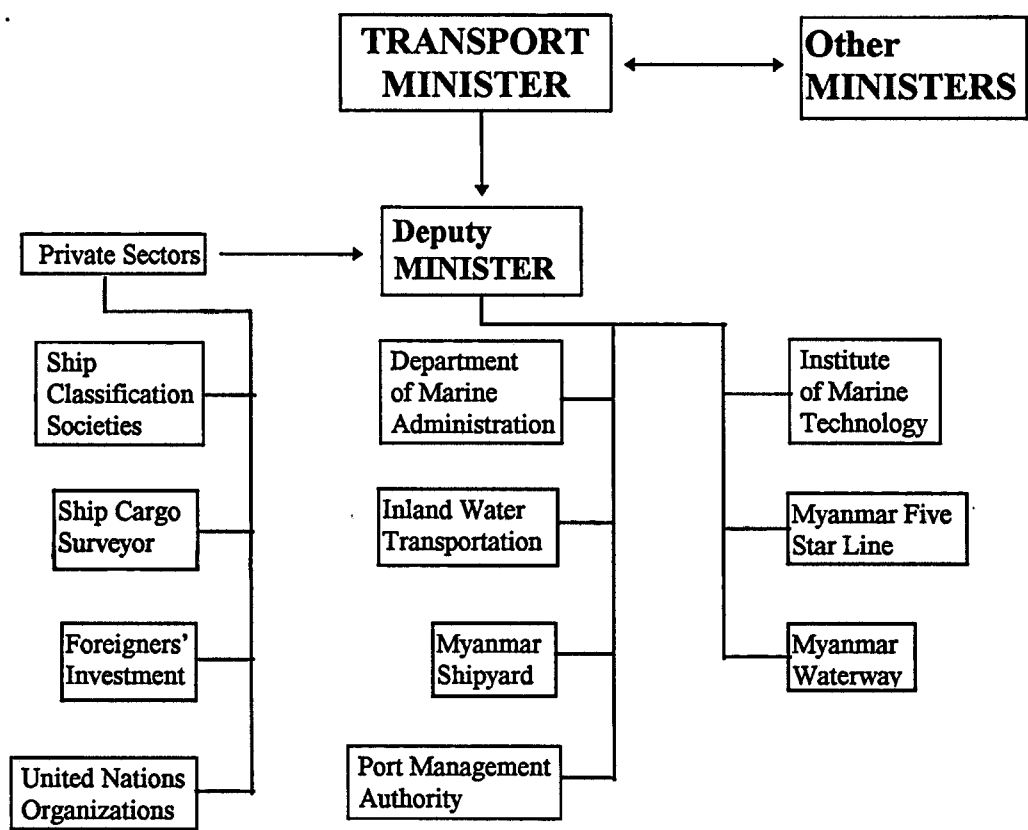 TRANSPORT
MINISTER
Other
MINISTERS
Deputy
MINISTER
Private Sectors
Ship
Classification
Societies
Department
of Marine
Administration
Institute
of Marine
Technology
Ship Cargo
Surveyor
Inland Water
Transportation
Myanmar Five
Star Line
Foreigners'
Investment
Myanmar
Shipyard
Myanmar
Waterway
United Nations
Organizations
Port Management
Authority